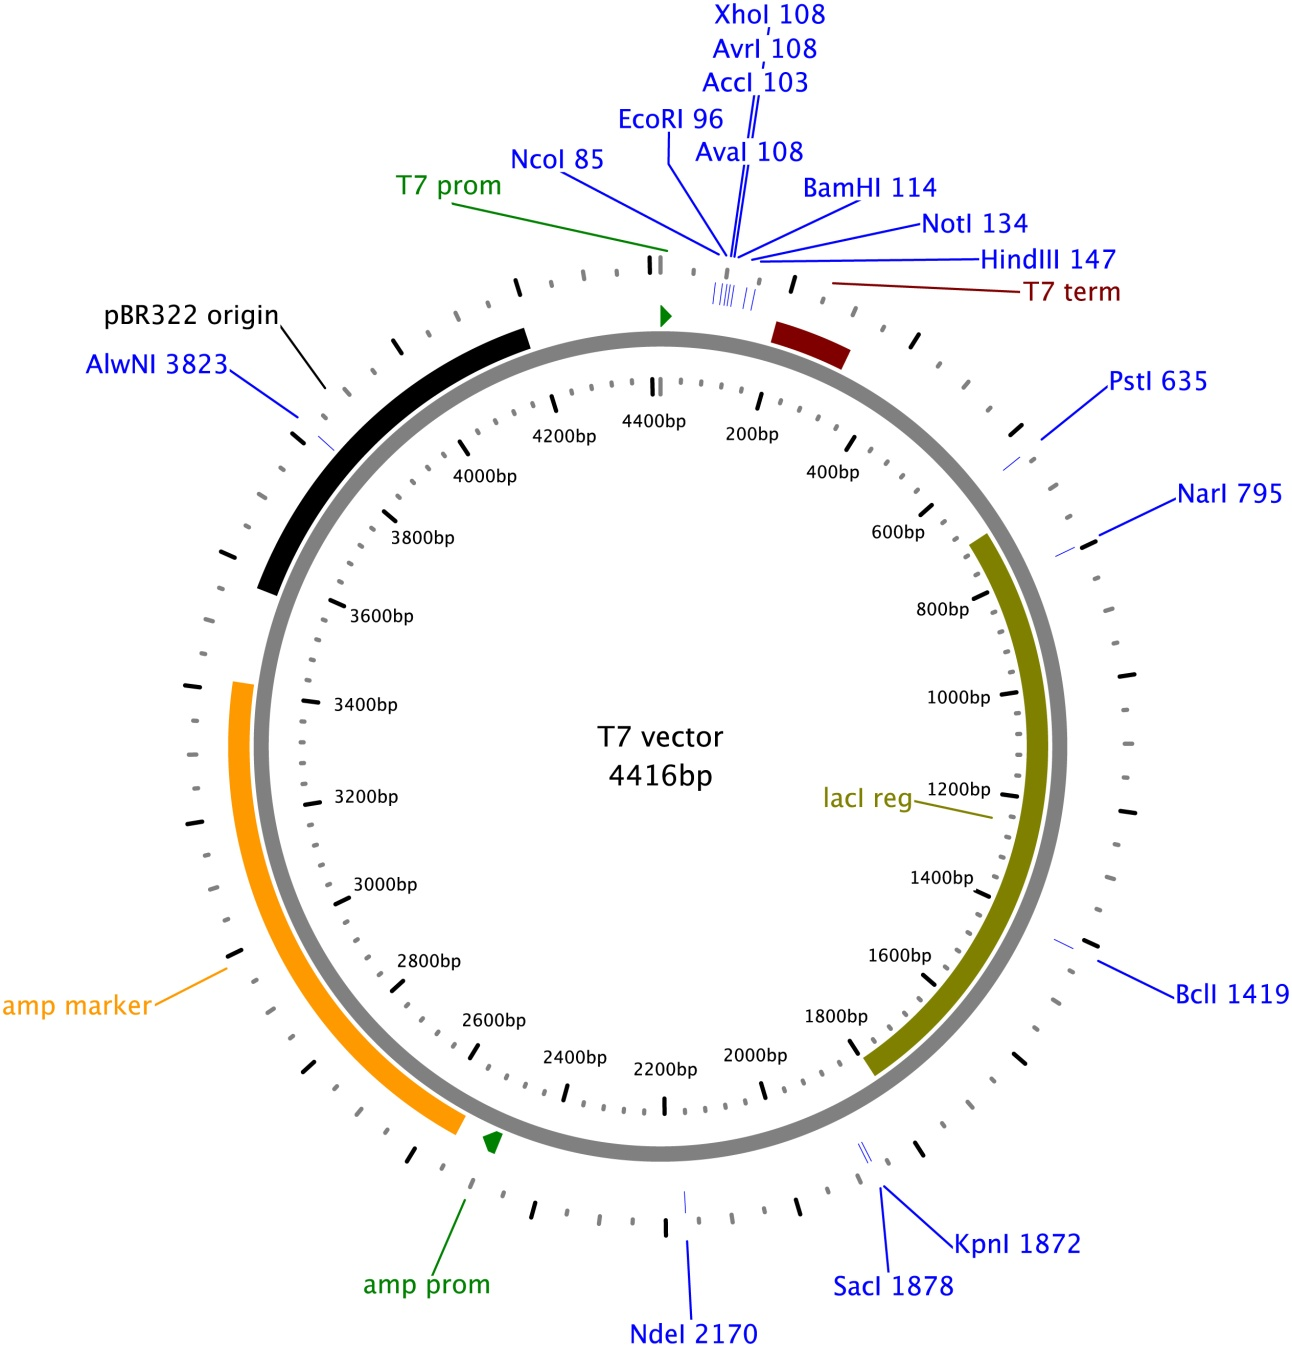 XhoI 108
AvrI 108
AccI 103
EcoRI 96
AvaI 108
NcoI 85
T7 prom
BamHI 114
NotI 134
HindIII 147
T7 term
pBR322 origin
AlwNI 3823
PstI 635
NarI 795
4400bp
200bp
4200bp
400bp
4000bp
600bp
3800bp
800bp
3600bp
1000bp
3400bp
T7 vector
4416bp
1200bp
3200bp
lacI reg
1400bp
3000bp
1600bp
2800bp
1800bp
2600bp
2000bp
2400bp
2200bp
amp marker
BclI 1419
KpnI 1872
SacI 1878
amp prom
NdeI 2170